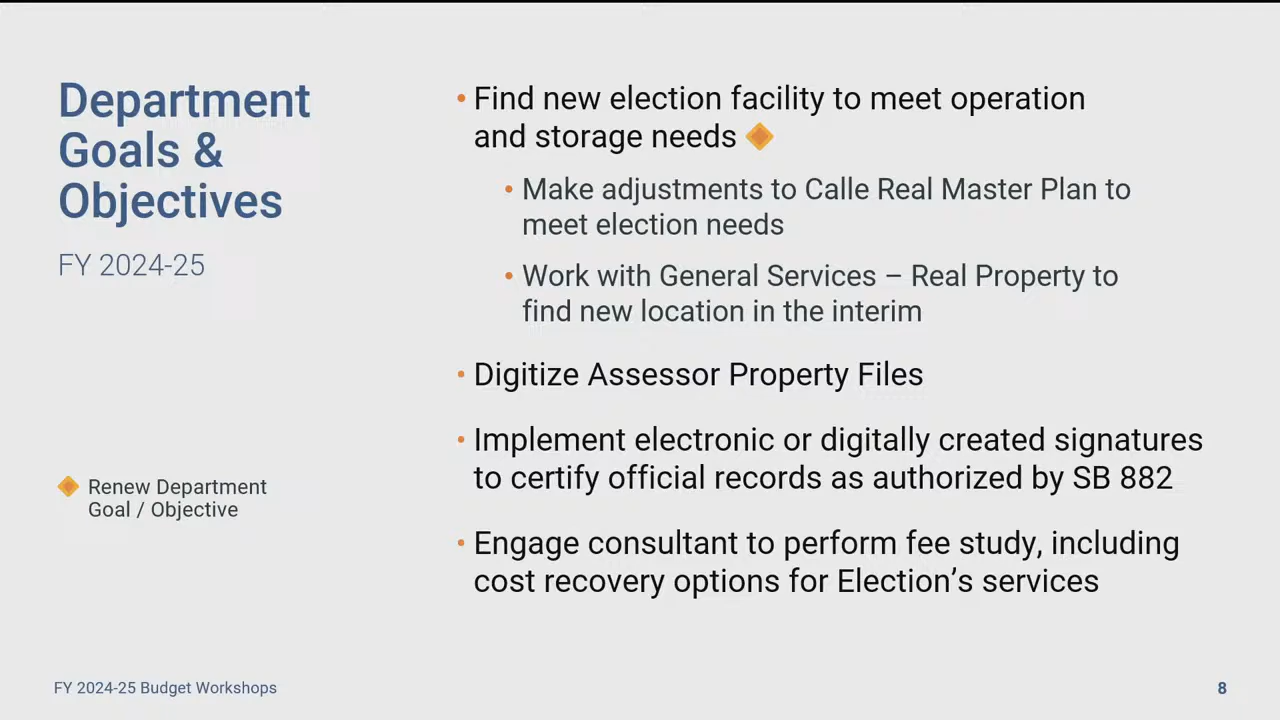 Department
Goals &
Objectives
FY 2024-25
Renew Department
Goal / Objective
• Find new election facility to meet operation
and storage needs
• Make adjustments to Calle Real Master Plan to
meet election needs
• Work with General Services – Real Property to
find new location in the interim
• Digitize Assessor Property Files
• Implement electronic or digitally created signatures
to certify official records as authorized by SB 882
• Engage consultant to perform fee study, including
cost recovery options for Election’s services
FY 2024-25 Budget Workshops
8